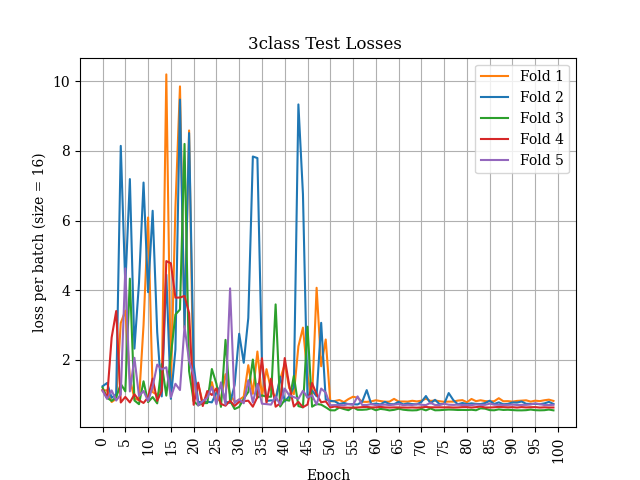 3class Test Losses
loss per batch (size = 16)
10
8
6
4
2
Fold 1
Fold 2
Fold 3
Fold 4
Fold 5
0 5 10 15 20 25 30 35 40 45 50 55 60 65 70 75 80 85 90 95 100
Epoch